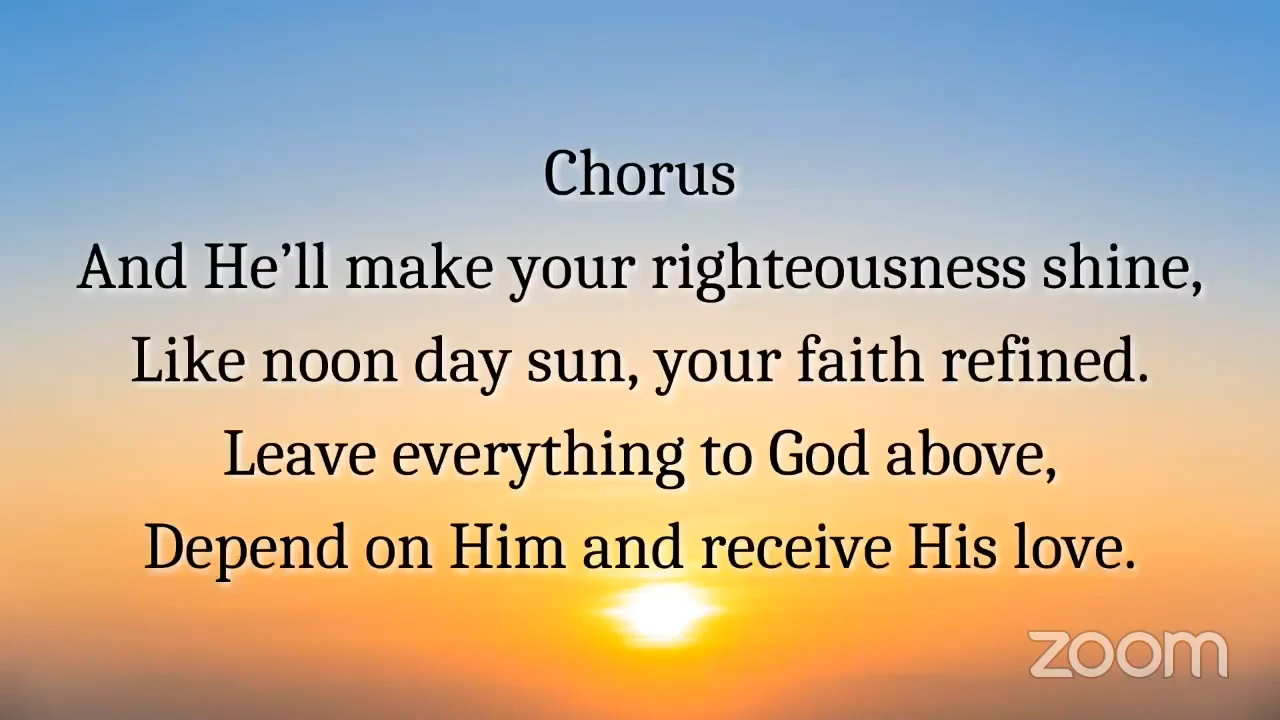 Chorus
And He’ll make your righteousness shine,
Like noon day sun, your faith refined.
Leave everything to God above,
Depend on Him and receive His love.
zoom